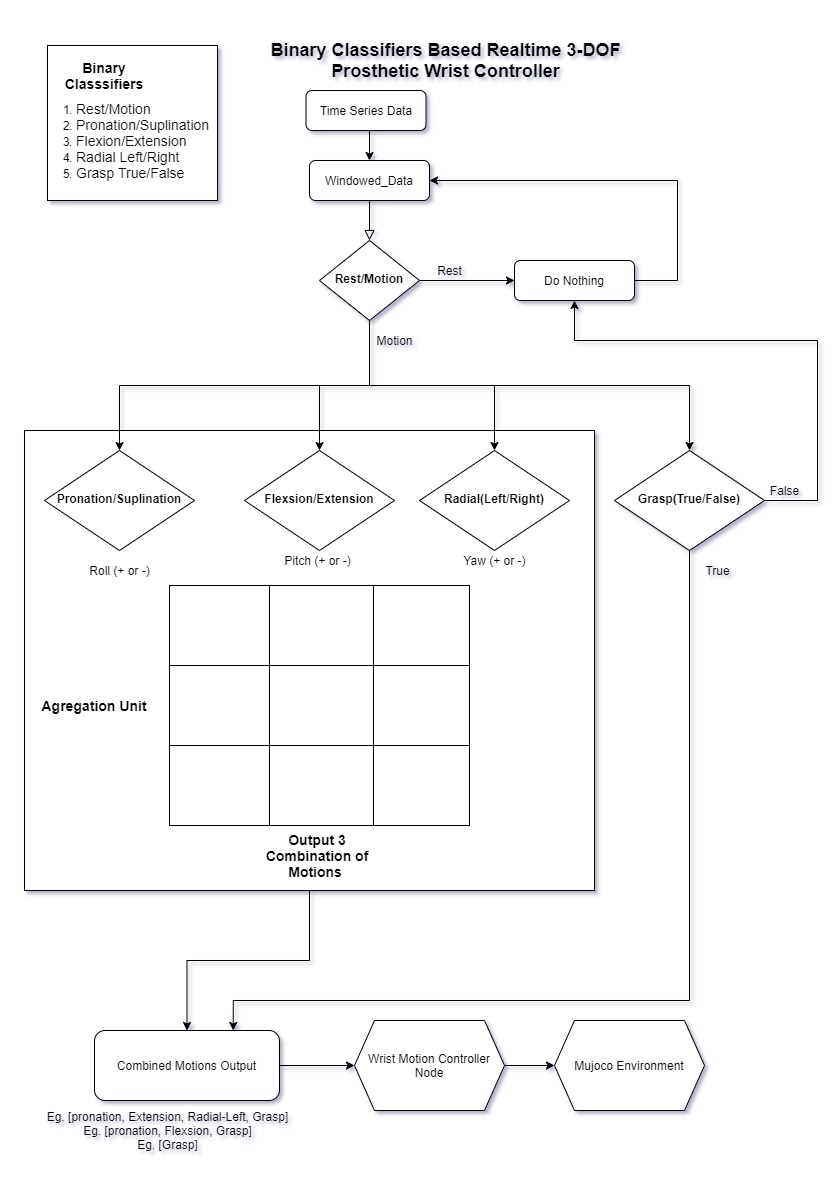 Binary Classifiers Based Realtime 3-DOF
Prosthetic Wrist Controller
Binary
Classsifiers
1. Rest/Motion
2. Pronation/Suplination
3. Flexion/Extension
4. Radial Left/Right
5. Grasp True/False
Time Series Data
Windowed_Data
Rest/Motion
Rest
Do Nothing
Motion
Pronation/Suplination
Flexsion/Extension
Radial(Left/Right)
Grasp(True/False)
False
Roll (+ or -)
Pitch (+ or -)
Yaw (+ or -)
True
Agregation Unit
Output 3
Combination of
Motions
Combined Motions Output
Wrist Motion Controller
Node
Mujoco Environment
Eg. [pronation, Extension, Radial-Left, Grasp]
Eg. [pronation, Flexsion, Grasp]
Eg. [Grasp]